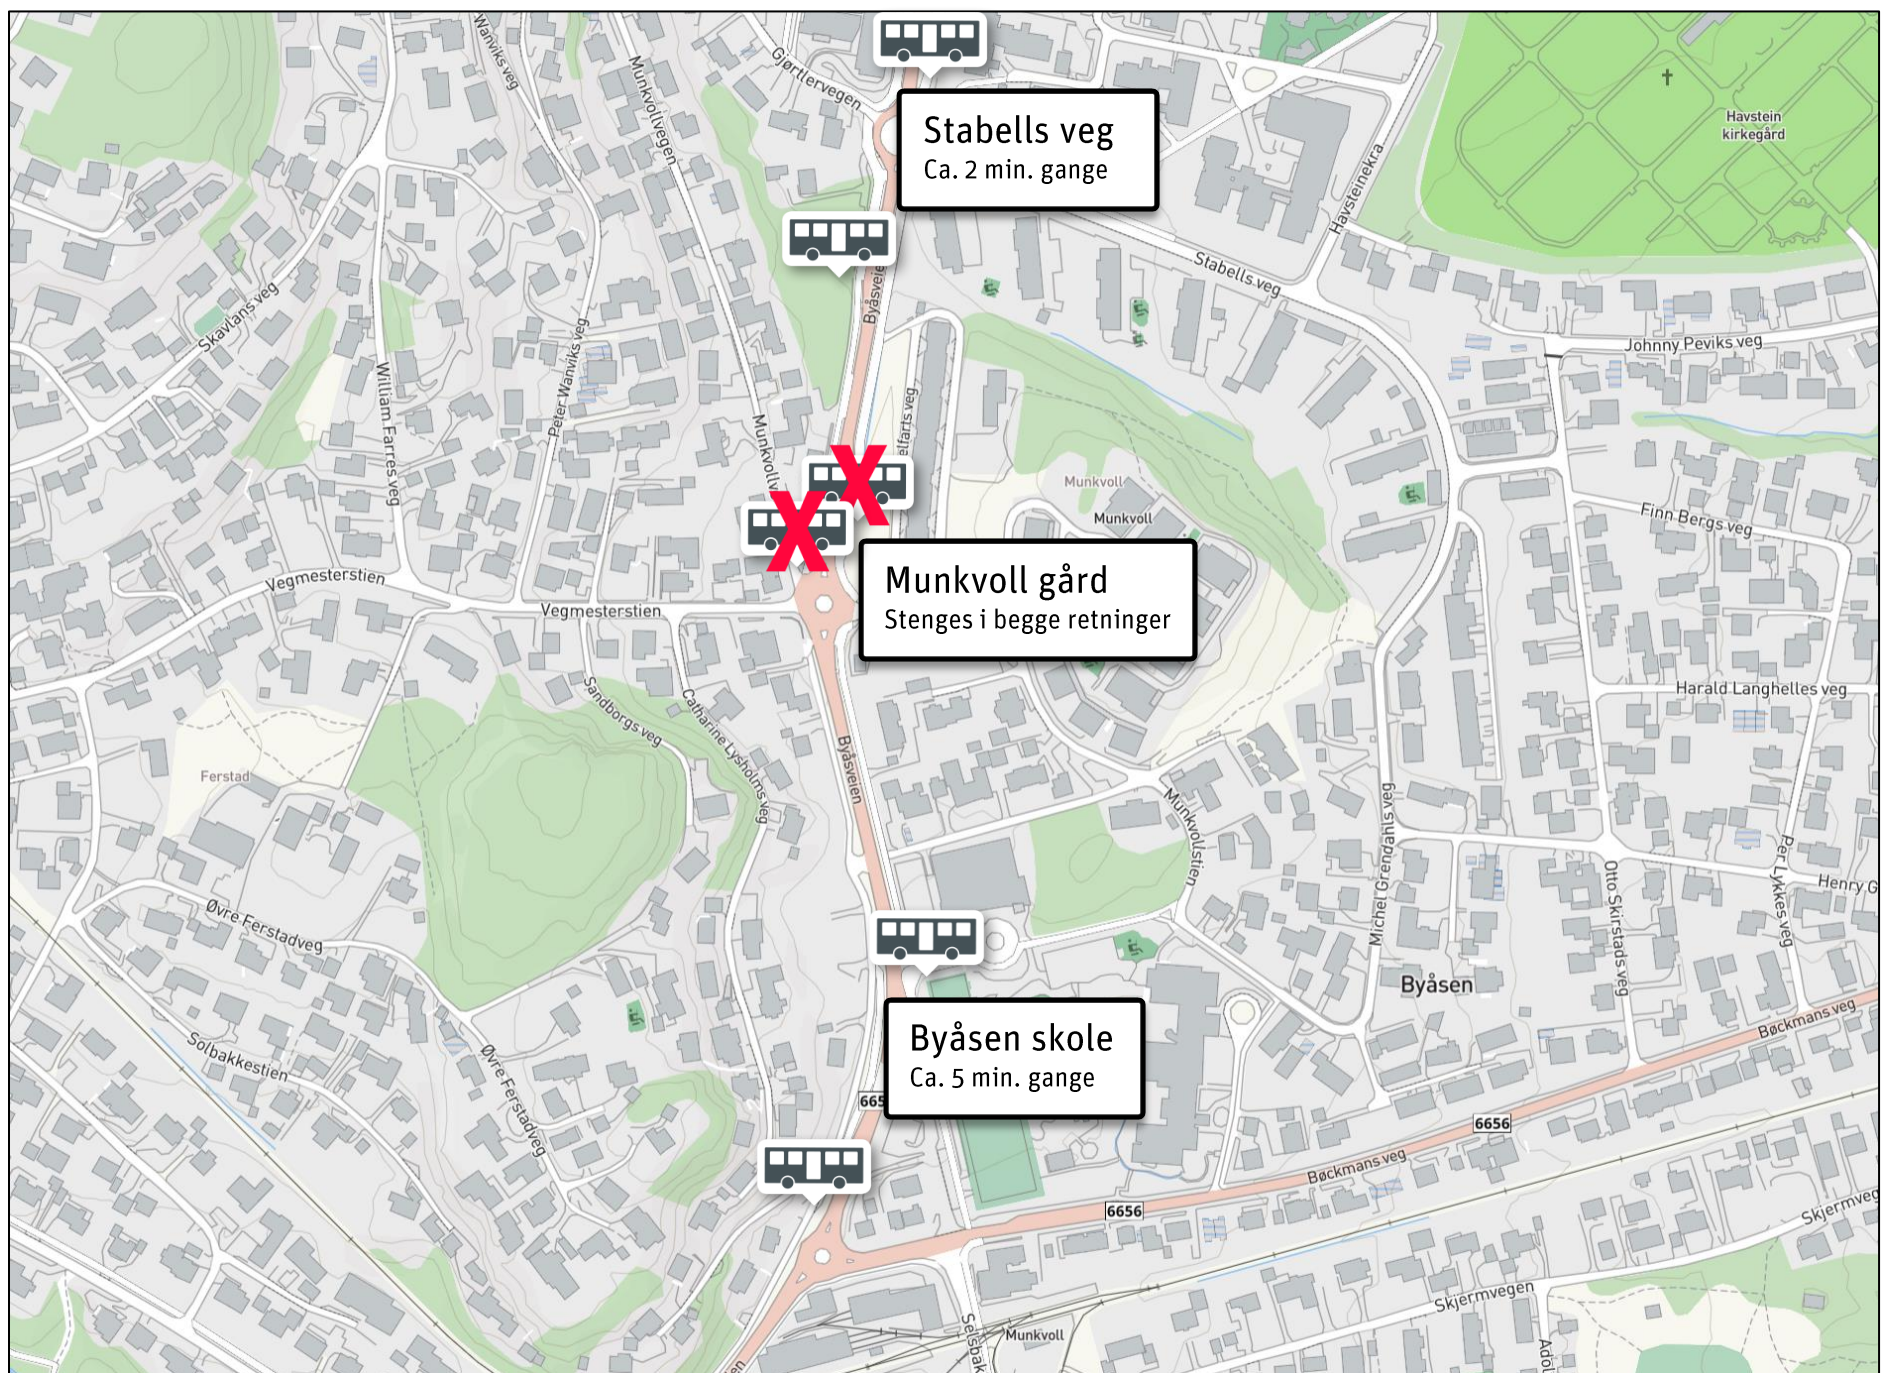 Wanviks veg
Munkvollvegen
Gjørtlervegen
Stabells veg
Ca. 2 min. gange
Havstein
kirkegård
Havsteinekra
Stabells veg
Skavlans veg
Johnny Peviks veg
William Farres veg
Peter Wanviks veg
Munkvoll
Munkvoll
Finn Bergs veg
Munkvoll gård
Stenges i begge retninger
Vegmesterstien
Vegmesterstien
Harald Langhelles veg
Sandborgs veg
Catharine Lysholms veg
Byåsveien
Ferstad
Munkvollstien
Michel Grendahls veg
Otto Skirstads veg
Per Lykkes veg
Henry G
Øvre Ferstadveg
Byåsen
Byåsen skole
Ca. 5 min. gange
Bøckmans veg
Solbakkestien
Øvre Ferstadveg
665
6656
Bøckmans veg
6656
Skjermveg
Skjermvegen
Munkvoll
Selsbak